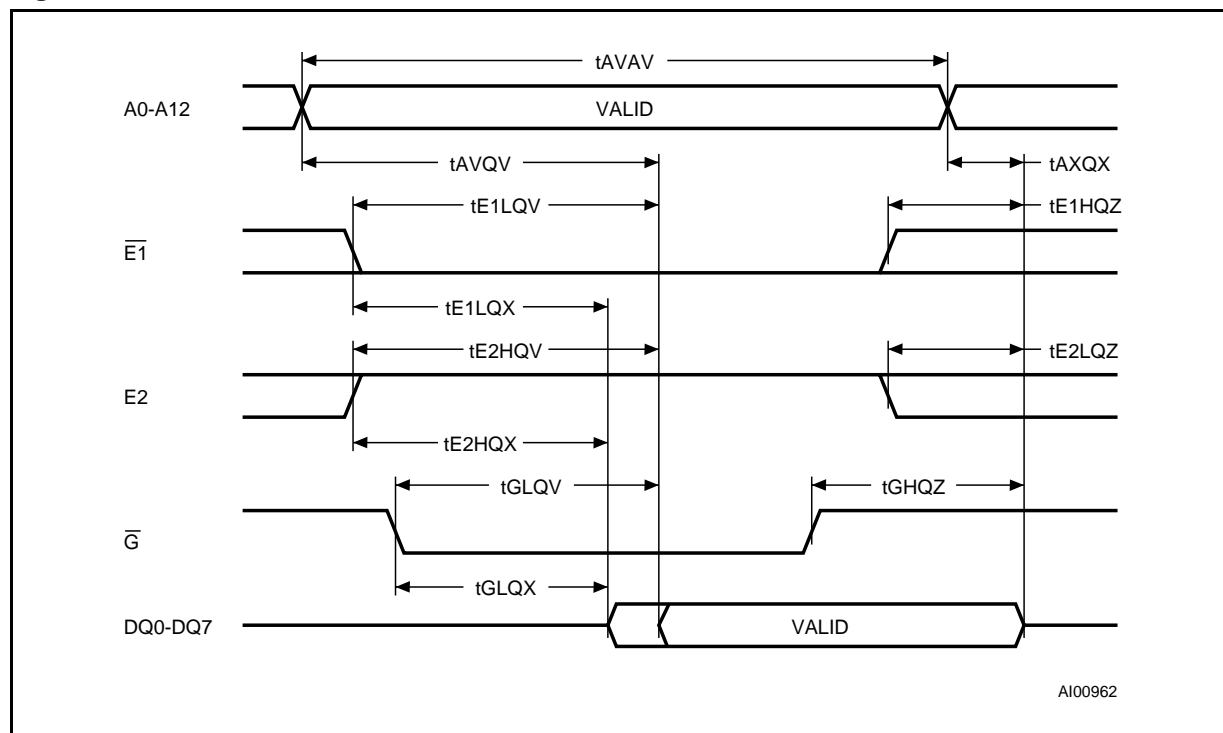 tAVAV
A0-A12 VALID
tAVQV tAXQX
tE1LQV tE1HQZ
E1
tE1LQX
tE2HQV tE2LQZ
E2
tE2HQX
tGLQV tGHQZ
G
tGLQX
DQ0-DQ7 VALID
AI00962